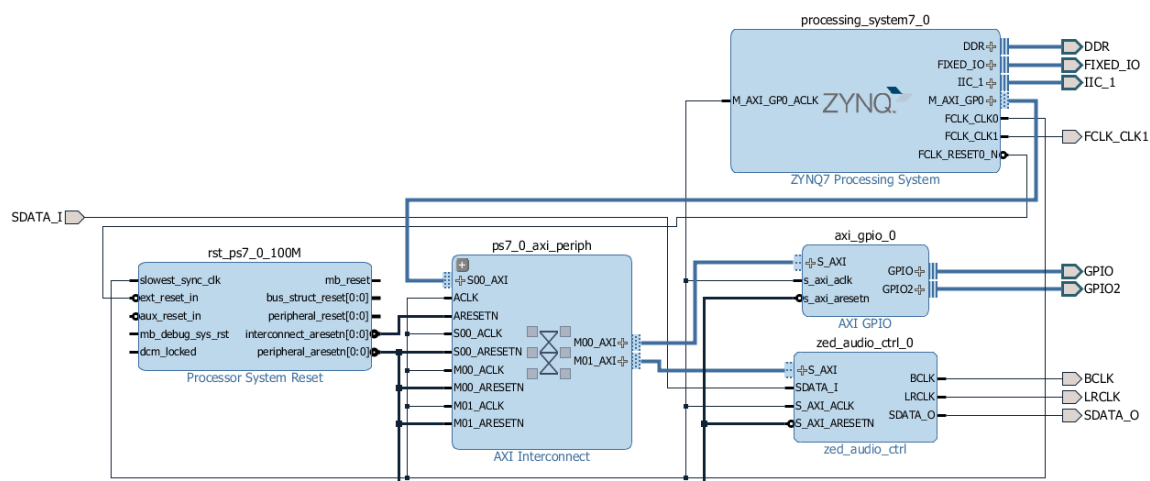 processing_system7_0
DDR
FIXED_IO
IIC_1
M_AXI_GP0_ACLK
ZYNQ.
M_AXI_GP0
FCLK_CLK0
FCLK_CLK1
FCLK_RESET0_N
ZYNQ7 Processing System
DDR
FIXED_IO
IIC_1
FCLK_CLK1
SDATA_I
rst_ps7_0_100M
slowest_sync_clk
ext_reset_in
aux_reset_in
mb_debug_sys_rst
dcm_locked
mb_reset
bus_struct_reset[0:0]
peripheral_reset[0:0]
interconnect_aresetn[0:0]
peripheral_aresetn[0:0]
Processor System Reset
ps7_0_axi_periph
S00_AXI
ACLK
ARESETN
S00_ACLK
S00_ARESETN
M00_ACLK
M00_ARESETN
M01_ACLK
M01_ARESETN
M00_AXI
M01_AXI
AXI Interconnect
axi_gpio_0
S_AXI
s_axi_aclk
s_axi_aresetn
GPIO
GPIO2
AXI GPIO
GPIO
GPIO2
zed_audio_ctrl_0
S_AXI
SDATA_I
S_AXI_ACLK
S_AXI_ARESETN
BCLK
LRCLK
SDATA_O
zed_audio_ctrl
BCLK
LRCLK
SDATA_O